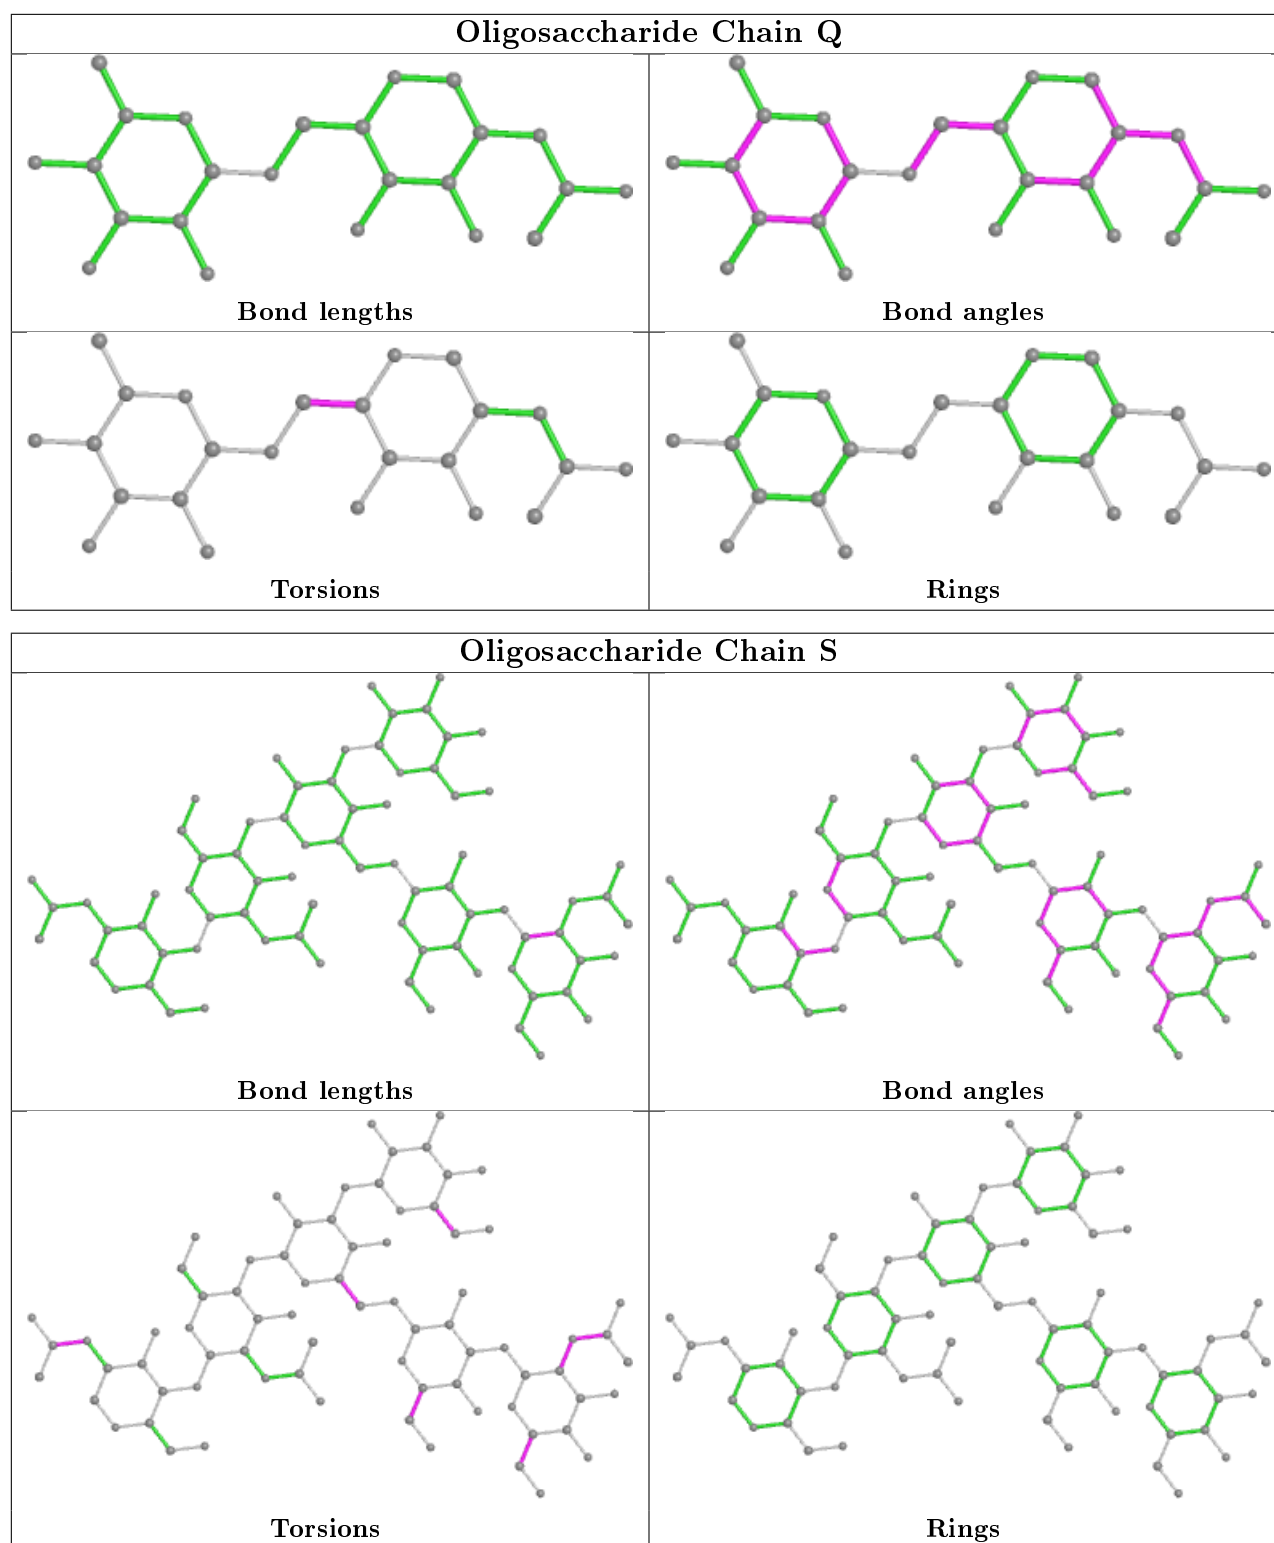 Oligosaccharide Chain Q
Bond lengths
Bond angles
Torsions
Rings
Oligosaccharide Chain S
Bond lengths
Bond angles
Torsions
Rings